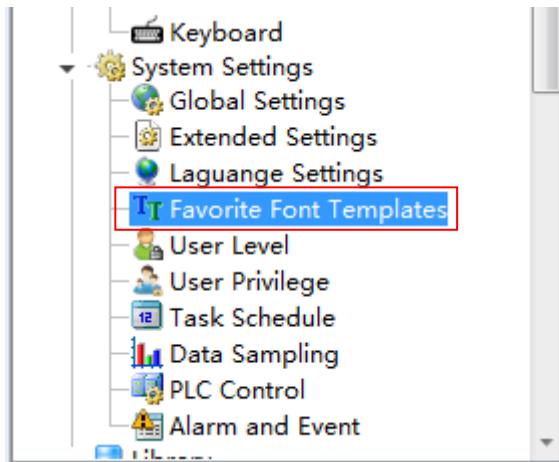 Keyboard
System Settings
Global Settings
Extended Settings
Laguange Settings
Favorite Font Templates
User Level
User Privilege
Task Schedule
Data Sampling
PLC Control
Alarm and Event